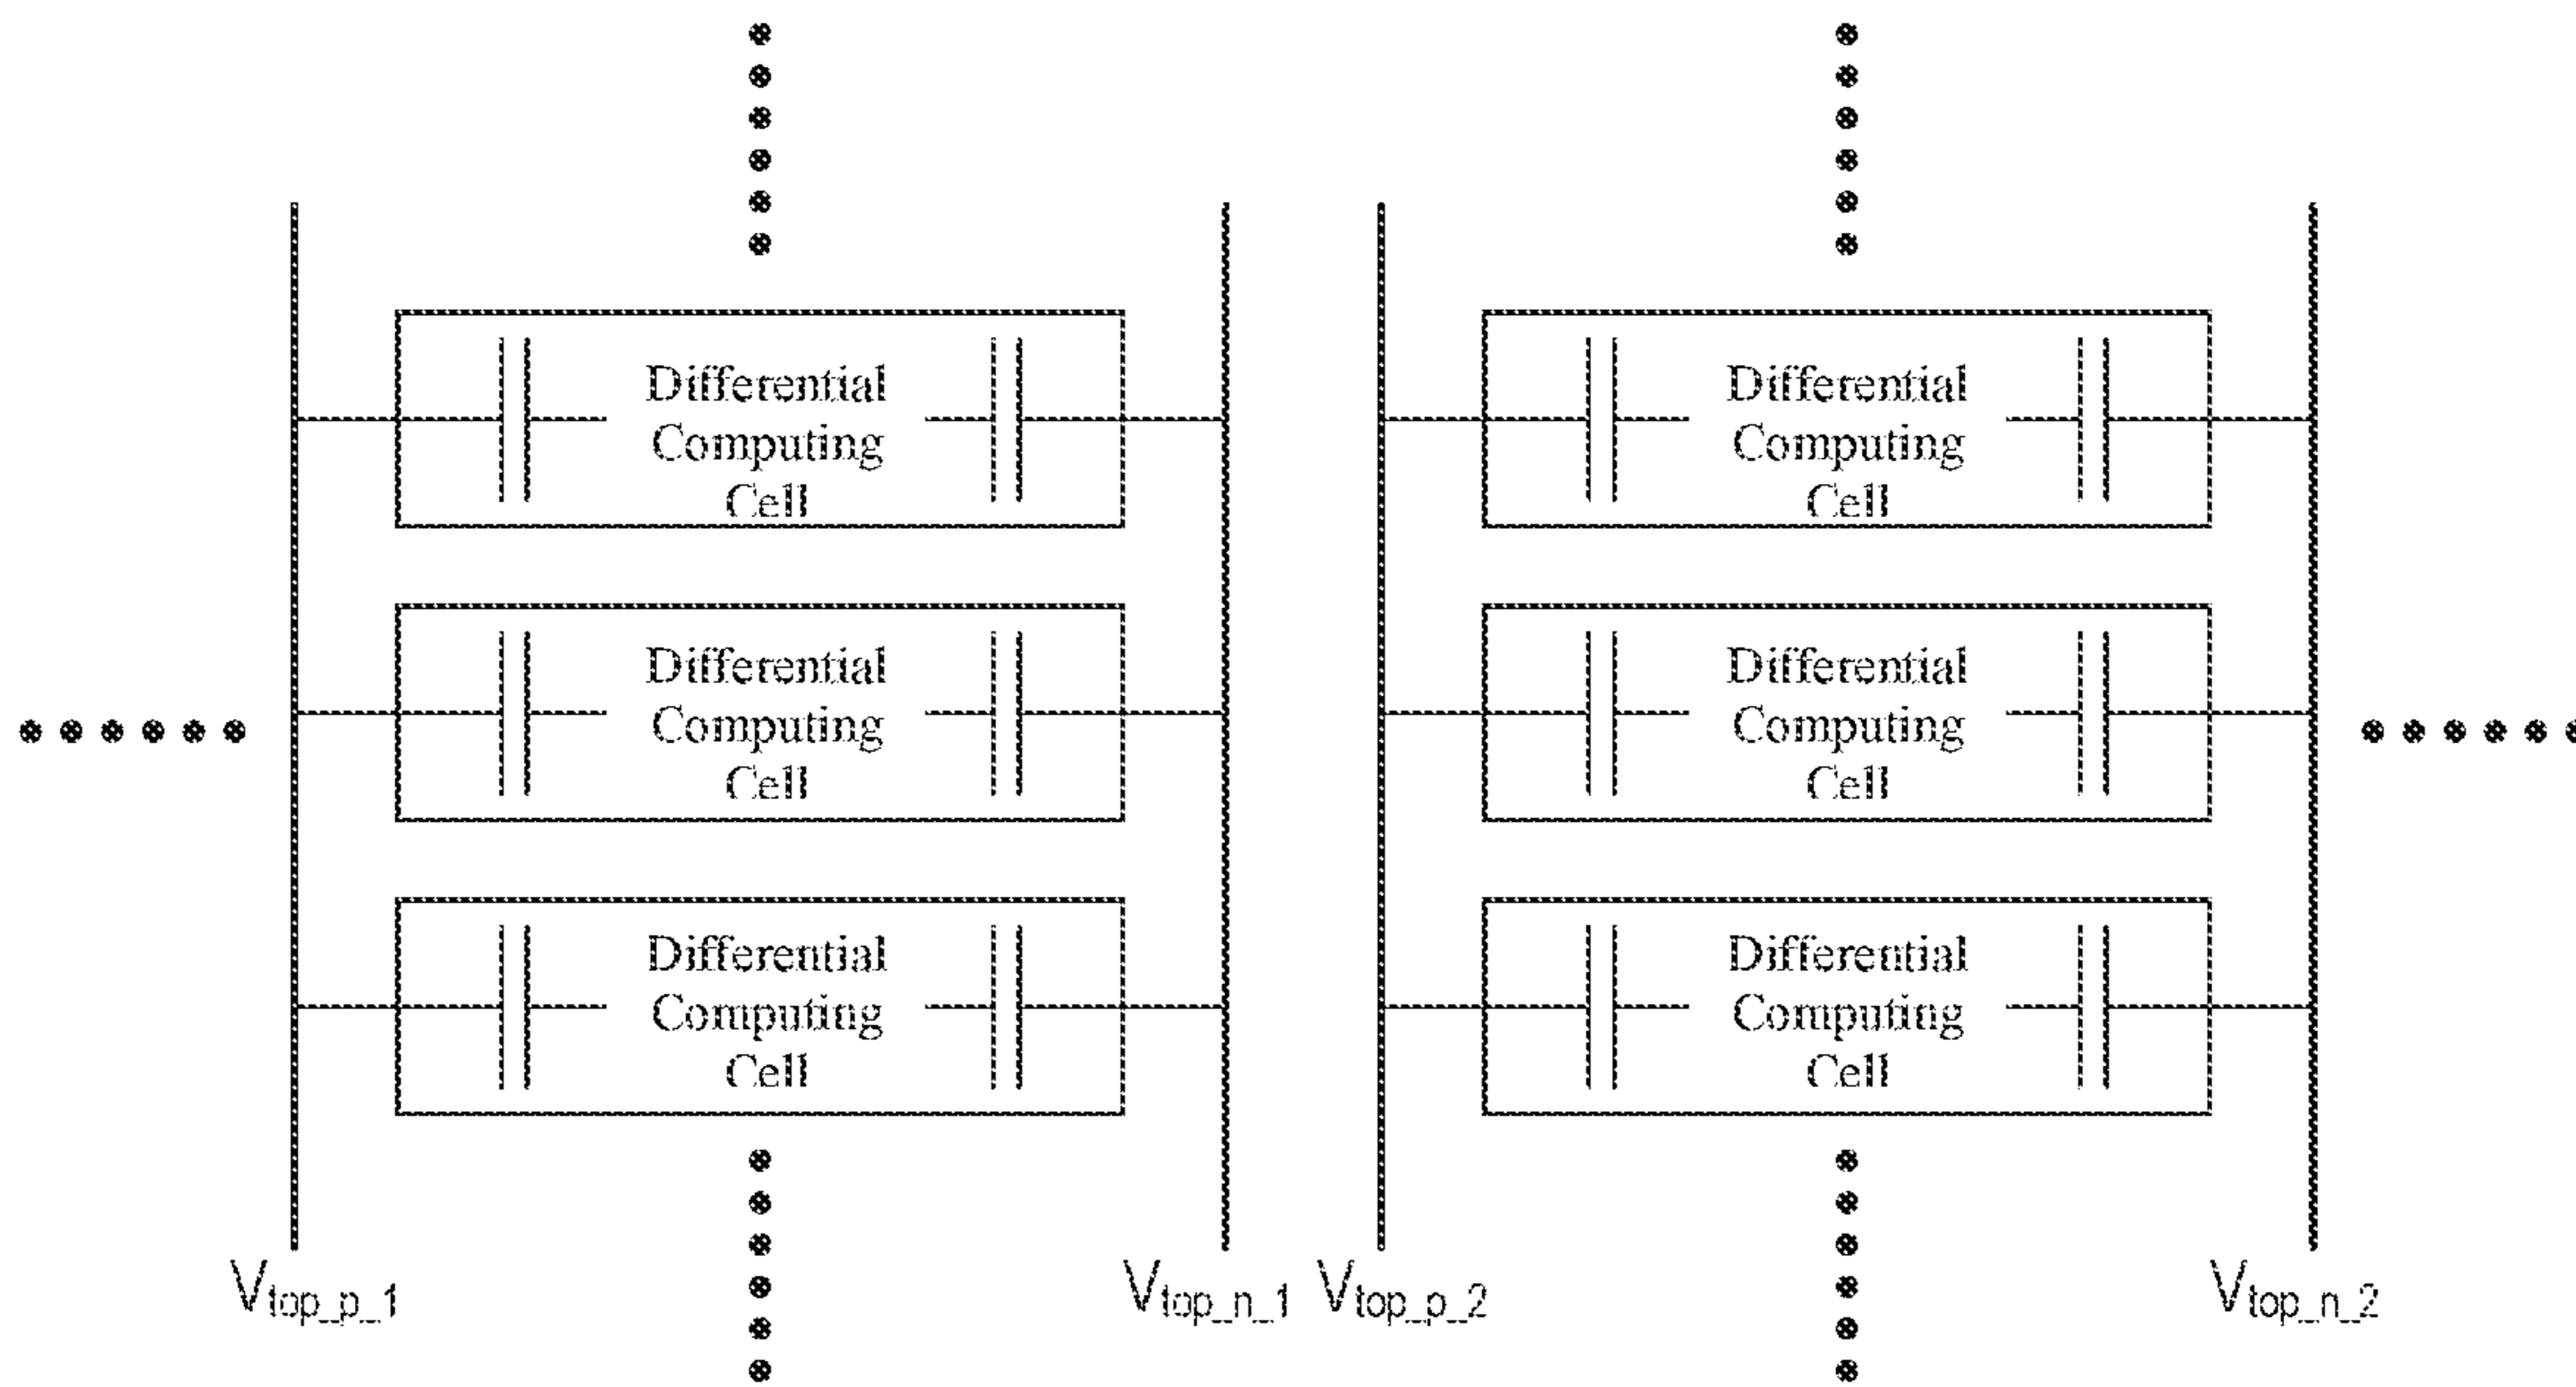 Differential
Computing
Cell
Differential
Computing
Cell
Differential
Computing
Cell
Differential
Computing
Cell
Differential
Computing
Cell
Differential
Computing
Cell
Vtop_p_1
Vtop_n_1
Vtop_p_2
Vtop_n_2